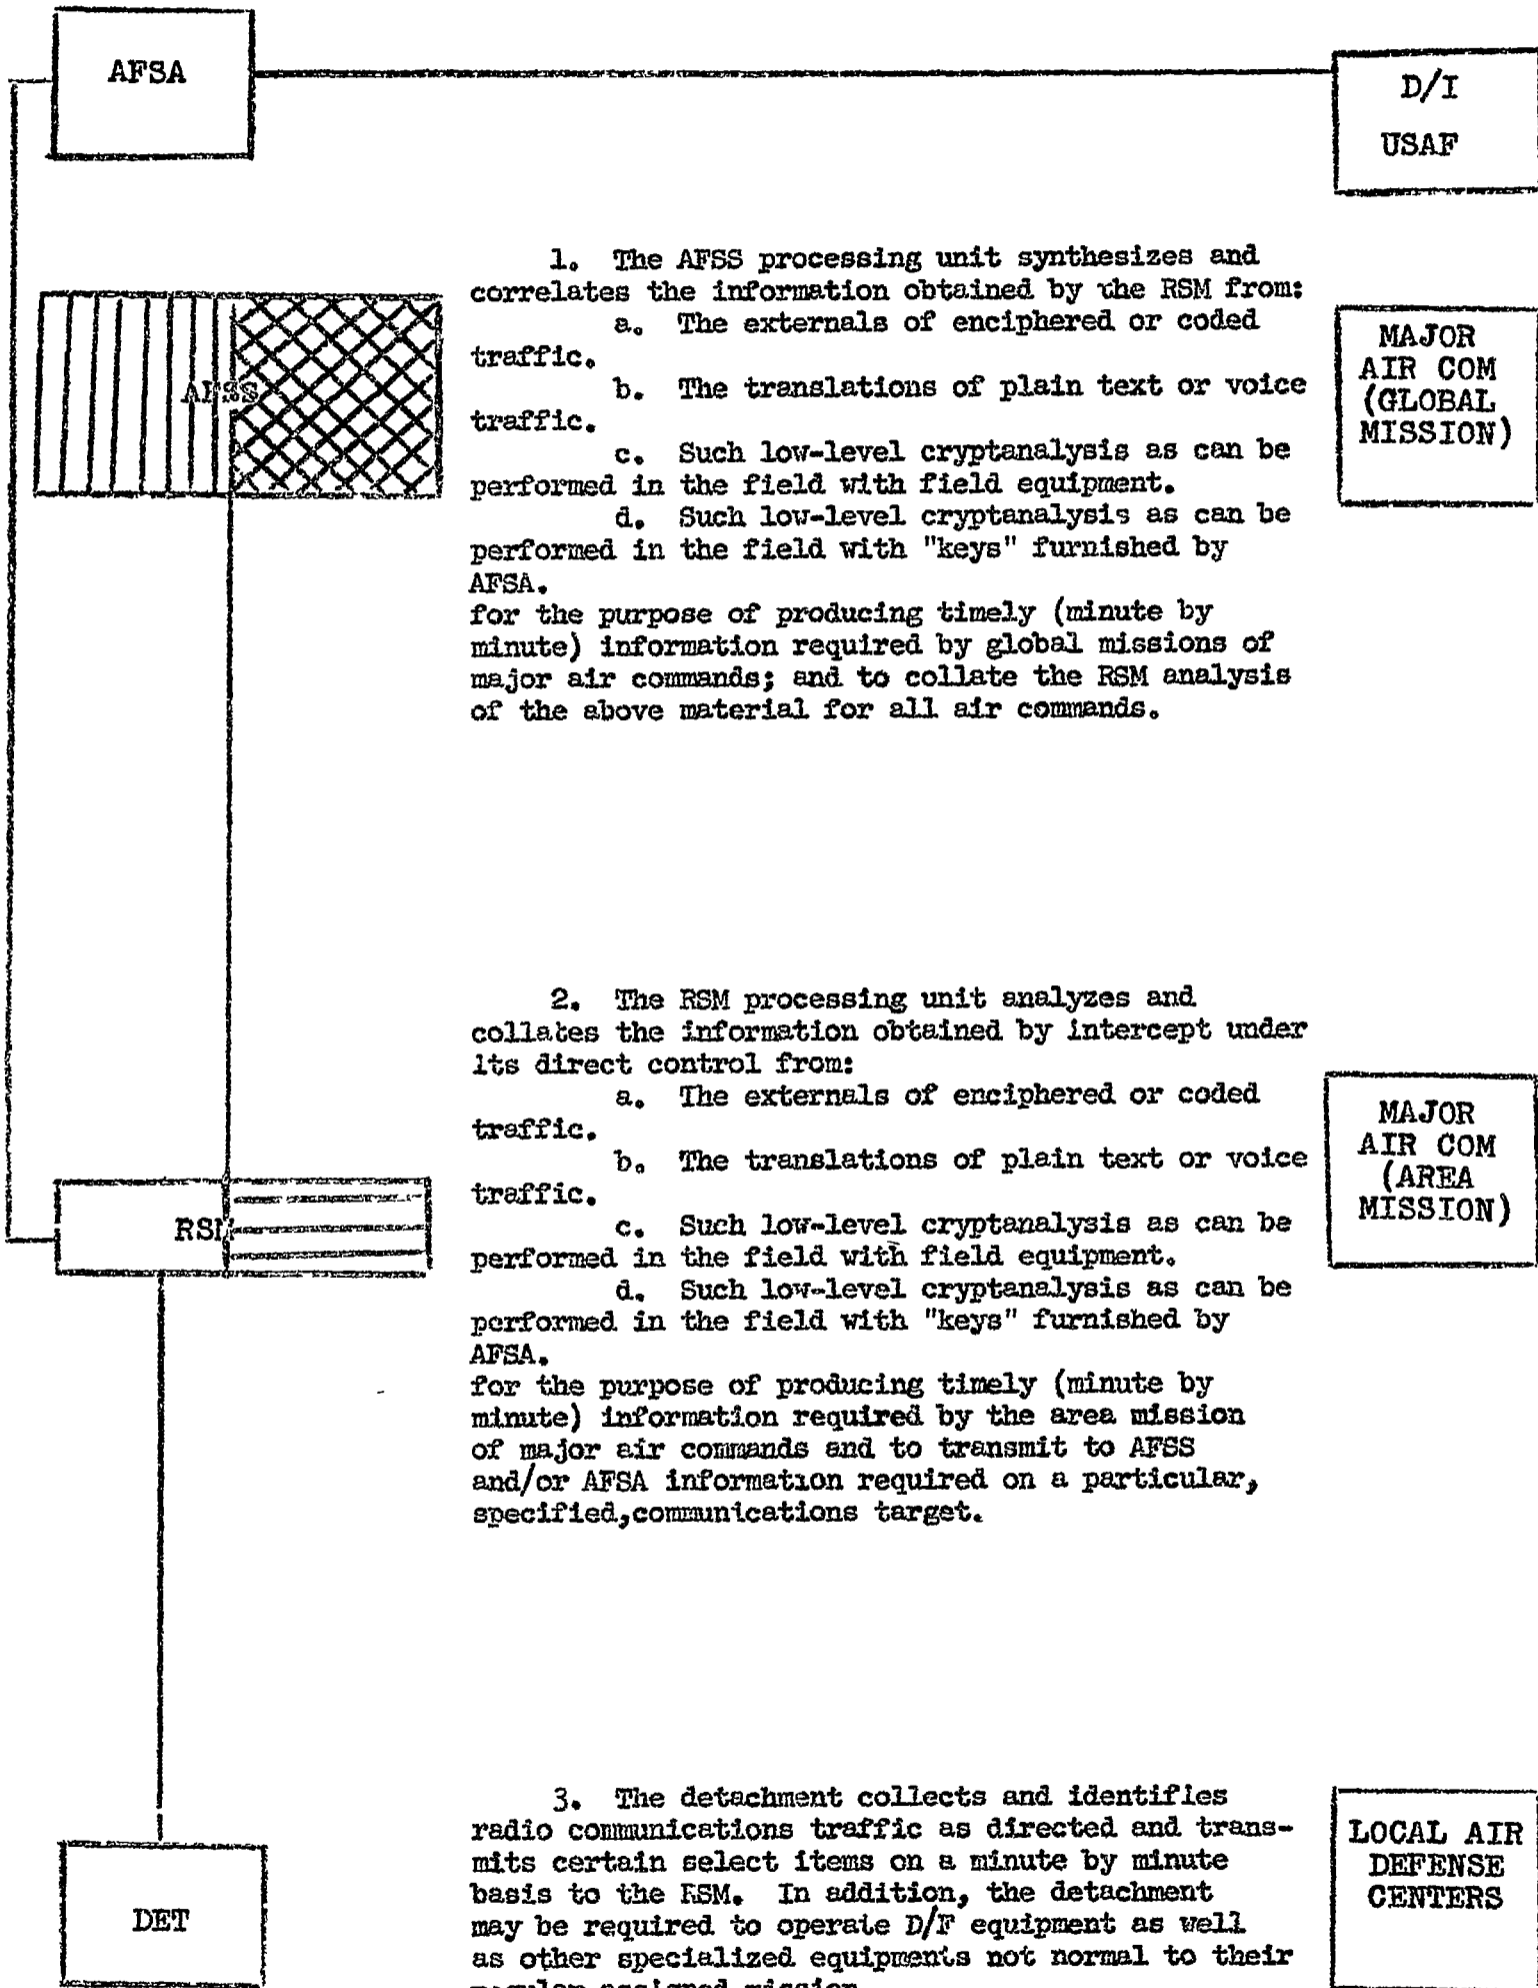 AFSA
D/I
USAF
1. The AFSS processing unit synthesizes and
correlates the information obtained by the RSM from:
a. The externals of enciphered or coded
traffic.
b. The translations of plain text or voice
traffic.
c. Such low-level cryptanalysis as can be
performed in the field with field equipment.
d. Such low-level cryptanalysis as can be
performed in the field with "keys" furnished by
AFSA.
for the purpose of producing timely (minute by
minute) information required by global missions of
major air commands; and to collate the RSM analysis
of the above material for all air commands.
AFSS
MAJOR
AIR COM
(GLOBAL
MISSION)
2. The RSM processing unit analyzes and
collates the information obtained by intercept under
its direct control from:
a. The externals of enciphered or coded
traffic.
b. The translations of plain text or voice
traffic.
c. Such low-level cryptanalysis as can be
performed in the field with field equipment.
d. Such low-level cryptanalysis as can be
performed in the field with "keys" furnished by
AFSA.
for the purpose of producing timely (minute by
minute) information required by the area mission
of major air commands and to transmit to AFSS
and/or AFSA information required on a particular,
specified,communications target.
RSM
MAJOR
AIR COM
(AREA
MISSION)
3. The detachment collects and identifies
radio communications traffic as directed and trans-
mits certain select items on a minute by minute
basis to the RSM. In addition, the detachment
may be required to operate D/F equipment as well
as other specialized equipments not normal to their
DET
LOCAL AIR
DEFENSE
CENTERS